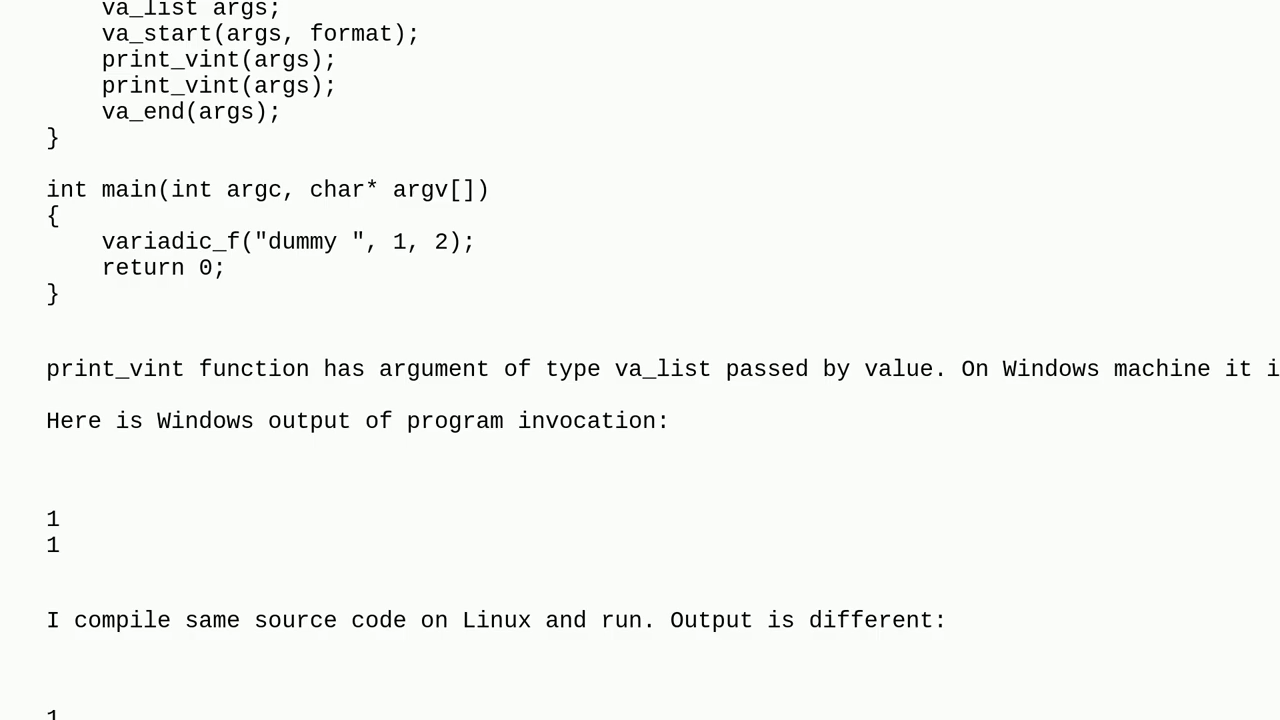 va_list args;
va_start(args, format);
print_vint(args);
print_vint(args);
va_end(args);
}
int main(int argc, char* argv[])
{
variadic_f("dummy ", 1, 2);
return 0;
}
print_vint function has argument of type va_list passed by value. On Windows machine it i
Here is Windows output of program invocation:
1
1
I compile same source code on Linux and run. Output is different:
1